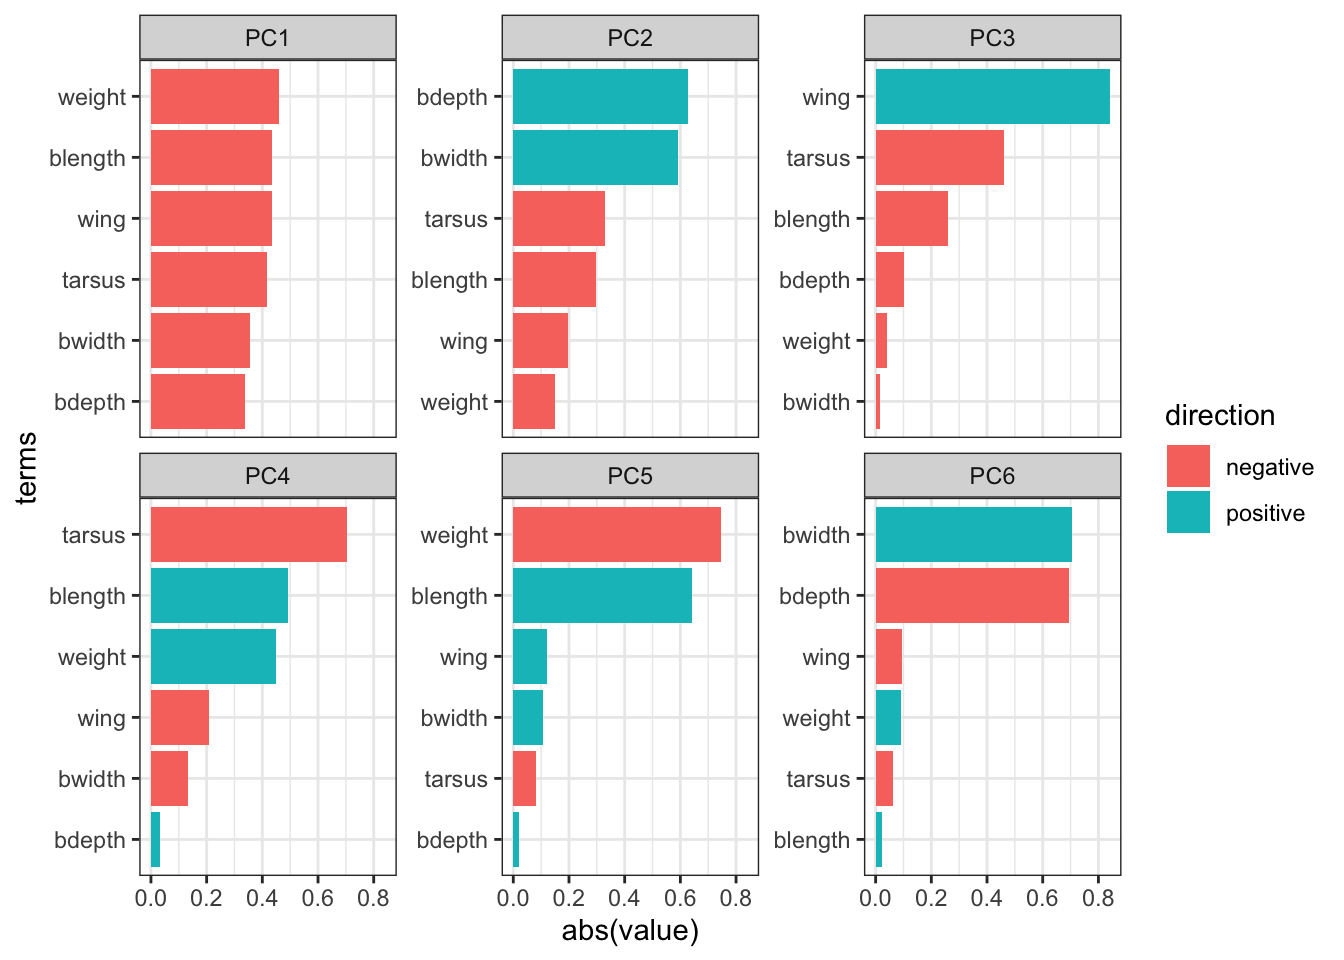 PC1 PC2 PC3
weight bdepth wing
blength bwidth tarsus
wing tarsus blength
tarsus blength bdepth
bwidth wing weight
bdepth weight bwidth
terms
direction
negative
positive
PC4 PC5 PC6
tarsus weight bwidth
blength blength bdepth
weight wing wing
wing bwidth weight
bwidth tarsus tarsus
bdepth bdepth blength
0.0 0.2 0.4 0.6 0.8 0.0 0.2 0.4 0.6 0.8 0.0 0.2 0.4 0.6 0.8
abs(value)